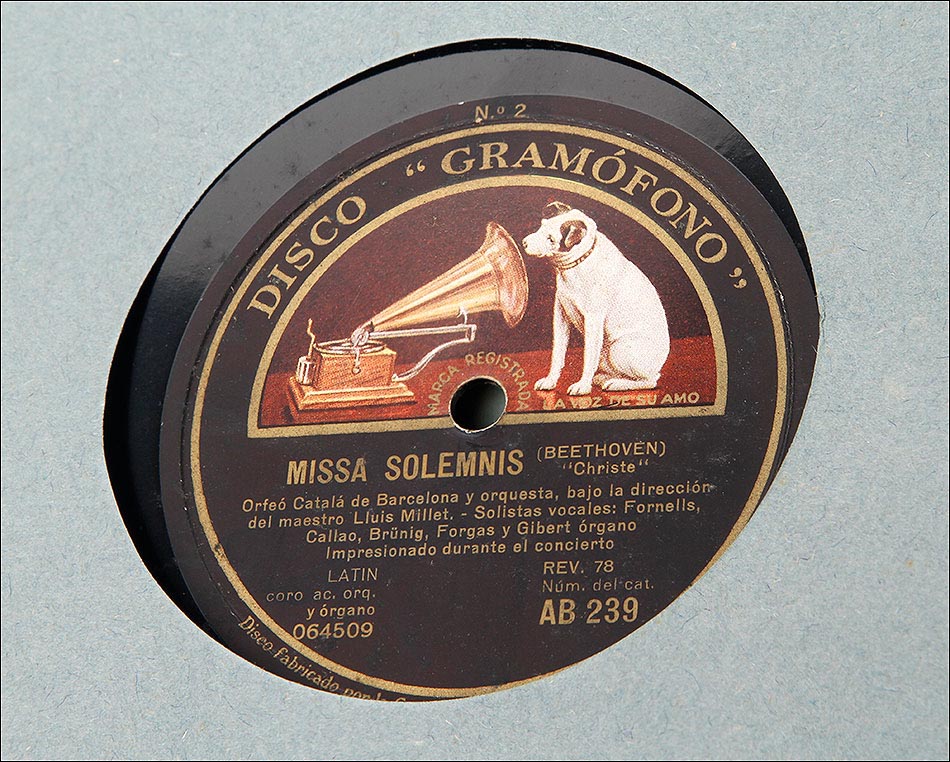 N.º 2
DISCO “GRAMÓFONO”
MARCA REGISTRADA
LA VOZ DE SU AMO
MISSA SOLEMNIS (BEETHOVEN)
"Christe"
Orfeó Catalá de Barcelona y orquesta, bajo la dirección
del maestro Lluis Millet. - Solistas vocales: Fornells,
Callao, Brünig, Forgas y Gibert órgano
Impresionado durante el concierto
LATIN
coro ac. orq.
y órgano
064509
REV. 78
Núm. del cat.
AB 239
Disco fabricado por